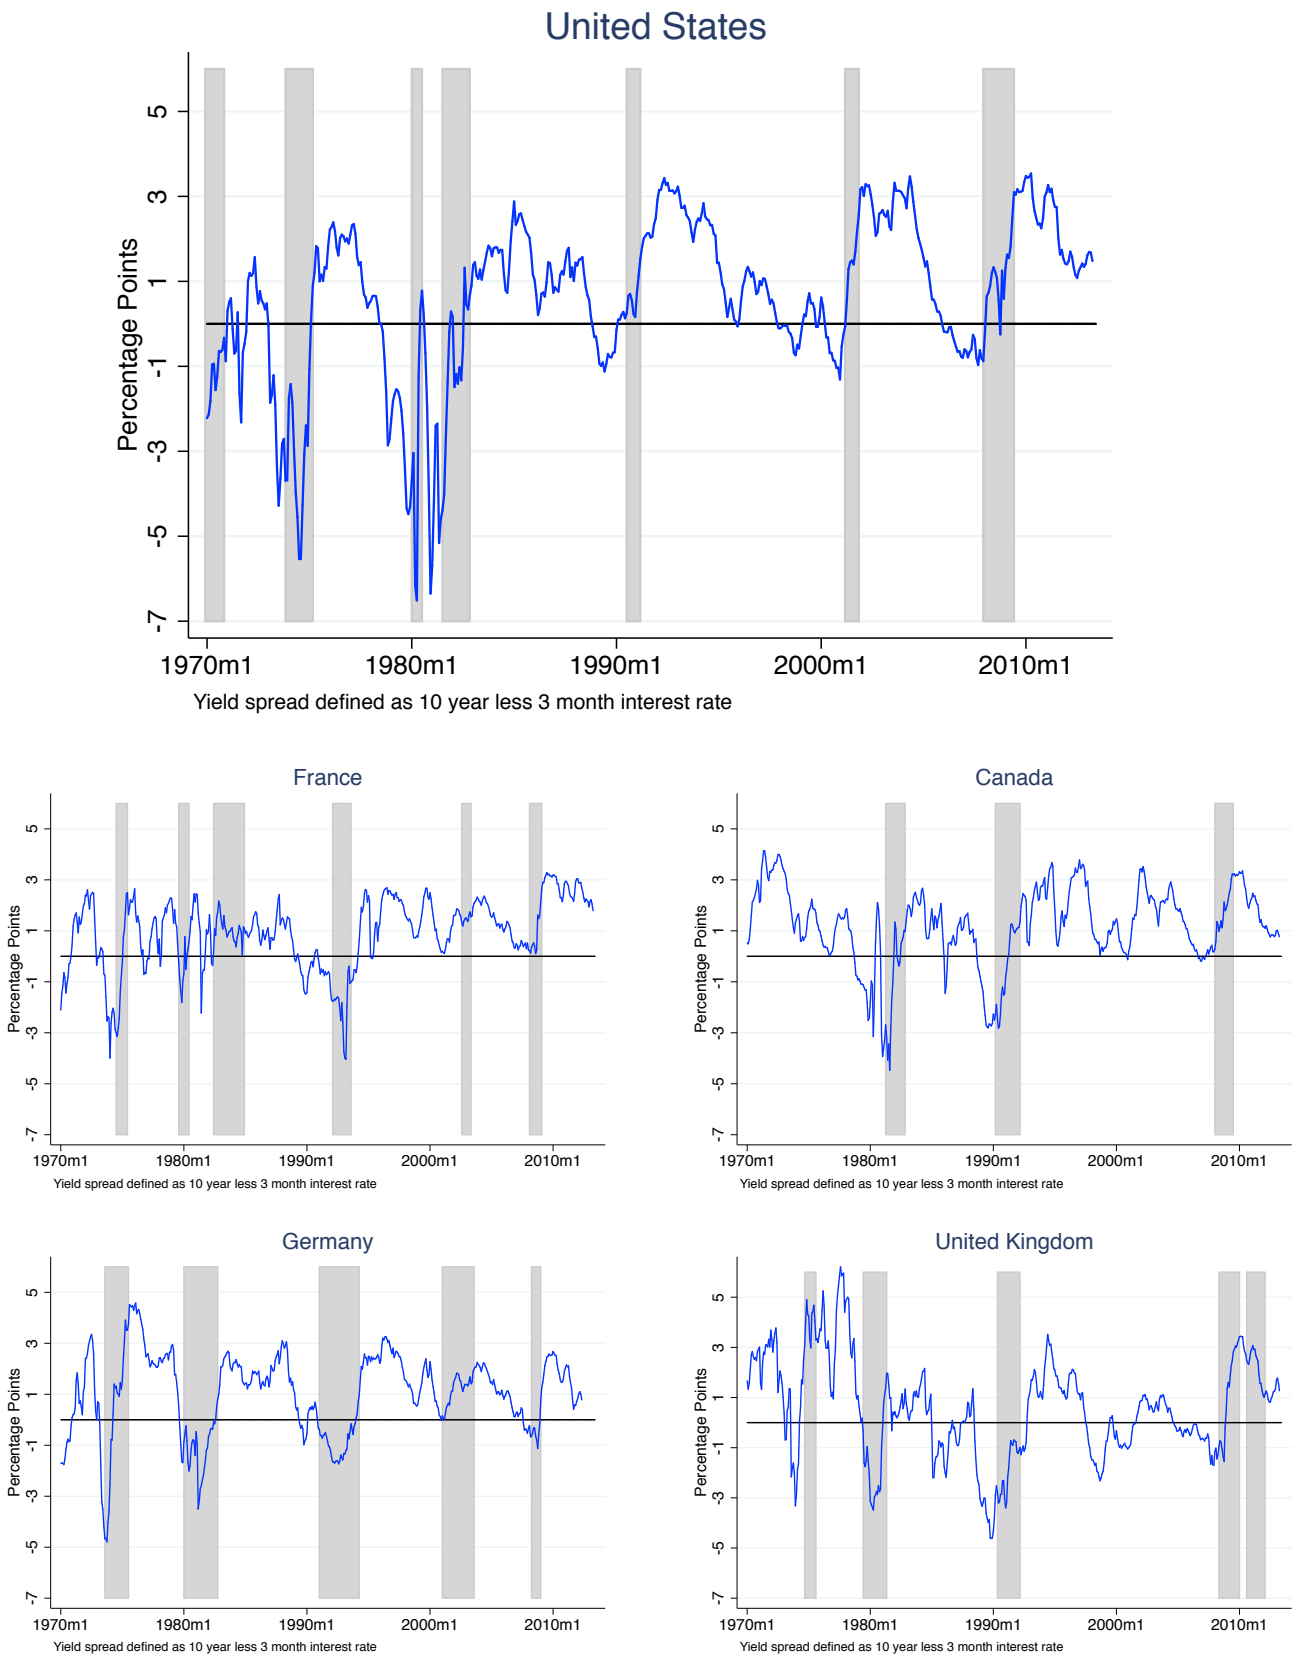 United States
Percentage Points
5
3
1
-1
-3
-5
-7
1970m1 1980m1 1990m1 2000m1 2010m1
Yield spread defined as 10 year less 3 month interest rate
France
Percentage Points
5
3
1
-1
-3
-5
-7
1970m1 1980m1 1990m1 2000m1 2010m1
Yield spread defined as 10 year less 3 month interest rate
Canada
Percentage Points
5
3
1
-1
-3
-5
-7
1970m1 1980m1 1990m1 2000m1 2010m1
Yield spread defined as 10 year less 3 month interest rate
Germany
Percentage Points
5
3
1
-1
-3
-5
-7
1970m1 1980m1 1990m1 2000m1 2010m1
Yield spread defined as 10 year less 3 month interest rate
United Kingdom
Percentage Points
5
3
1
-1
-3
-5
-7
1970m1 1980m1 1990m1 2000m1 2010m1
Yield spread defined as 10 year less 3 month interest rate